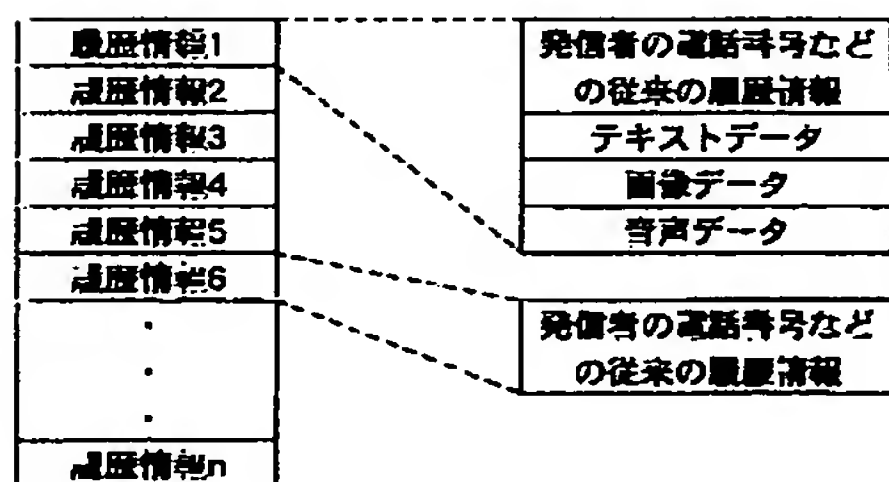 履歴情報1
履歴情報2
履歴情報3
履歴情報4
履歴情報5
履歴情報6
履歴情報n
発信者の電話番号など
の従来の履歴情報
テキストデータ
画像データ
音声データ
発信者の電話番号など
の従来の履歴情報